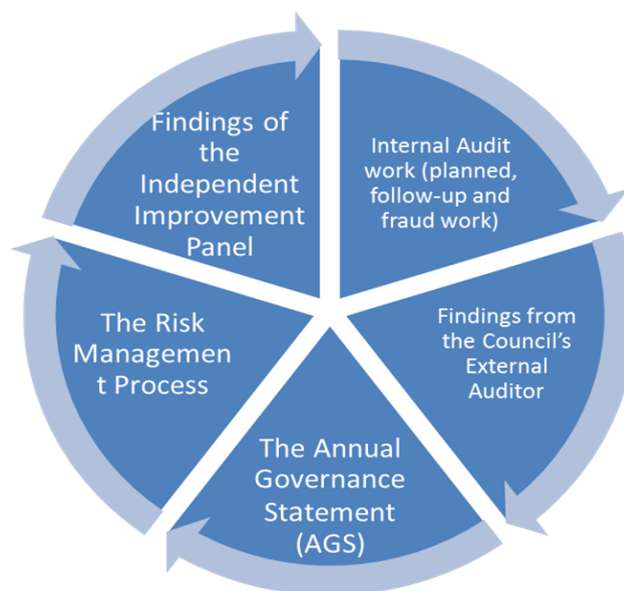 Findings of
the
Independent
Improvement
Panel
Internal Audit
work (planned,
follow-up and
fraud work)
Findings from
the Council’s
External
Auditor
The Annual
Governance
Statement
(AGS)
The Risk
Managemen
t Process